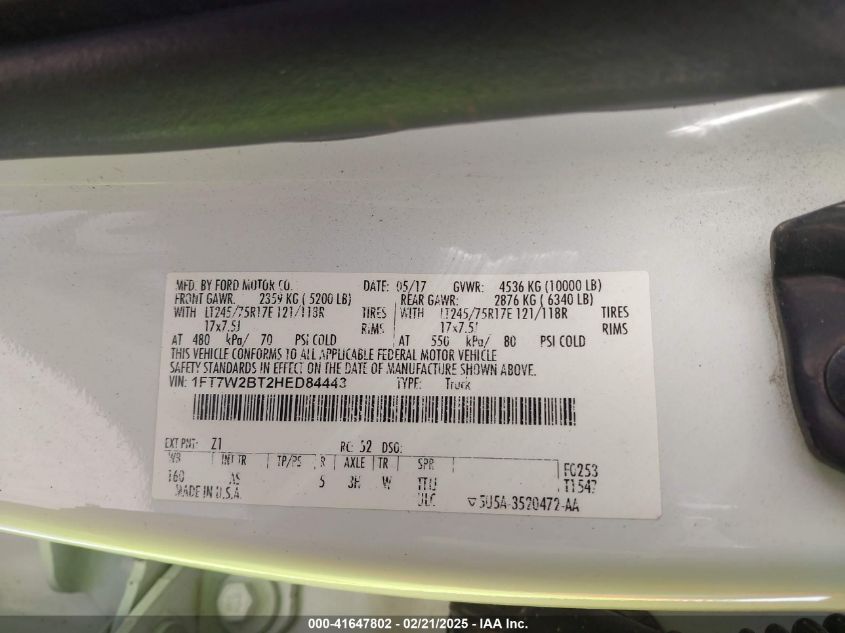 MFD. BY FORD MOTOR CO. DATE: 05/17 GVWR: 4536 KG (10000 LB)
FRONT GAWR: 2359 KG ( 5200 LB) REAR GAWR: 2876 KG ( 6340 LB)
WITH LT245/75R17E 121/118R TIRES WITH LT245/75R17E 121/118R TIRES
17x7.5J RIMS 17x7.5J RIMS
AT 480 kPa/ 70 PSI COLD AT 550 kPa/ 80 PSI COLD
THIS VEHICLE CONFORMS TO ALL APPLICABLE FEDERAL MOTOR VEHICLE
SAFETY STANDARDS IN EFFECT ON THE DATE OF MANUFACTURE SHOWN ABOVE.
VIN: 1FT7W2BT2HED84443 TYPE: Truck
EXT PNT: Z1 RC: 52 DSO:
WB INT TR TP/PS R AXLE TR SPR F0253
160 AS 5 3H W TTU T1547
MADE IN U.S.A. ULC 5U5A-3520472-AA
000-41647802 - 02/21/2025 - IAA Inc.